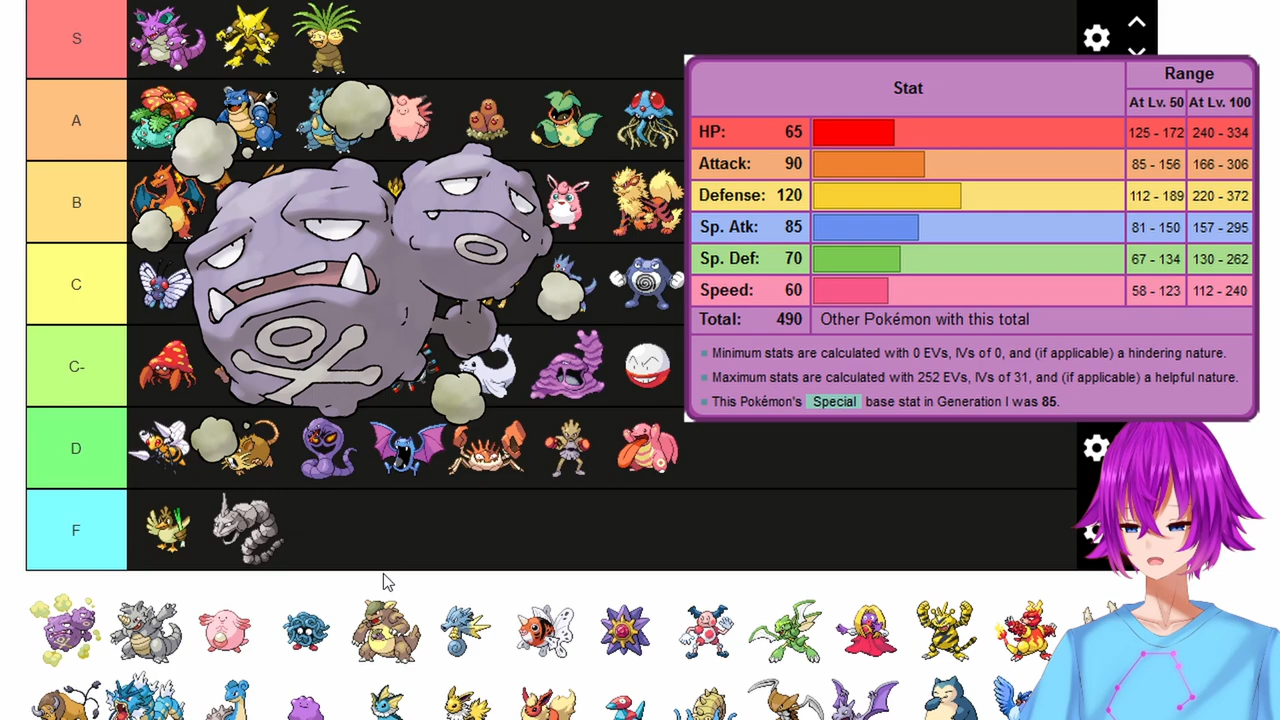 S
A
B
C
C-
D
F
Stat
Range
At Lv. 50 At Lv. 100
HP: 65 125 - 172 240 - 334
Attack: 90 85 - 156 166 - 306
Defense: 120 112 - 189 220 - 372
Sp. Atk: 85 81 - 150 157 - 295
Sp. Def: 70 67 - 134 130 - 262
Speed: 60 58 - 123 112 - 240
Total: 490 Other Pokémon with this total
Minimum stats are calculated with 0 EVs, IVs of 0, and (if applicable) a hindering nature.
Maximum stats are calculated with 252 EVs, IVs of 31, and (if applicable) a helpful nature.
This Pokémon's Special base stat in Generation I was 85.